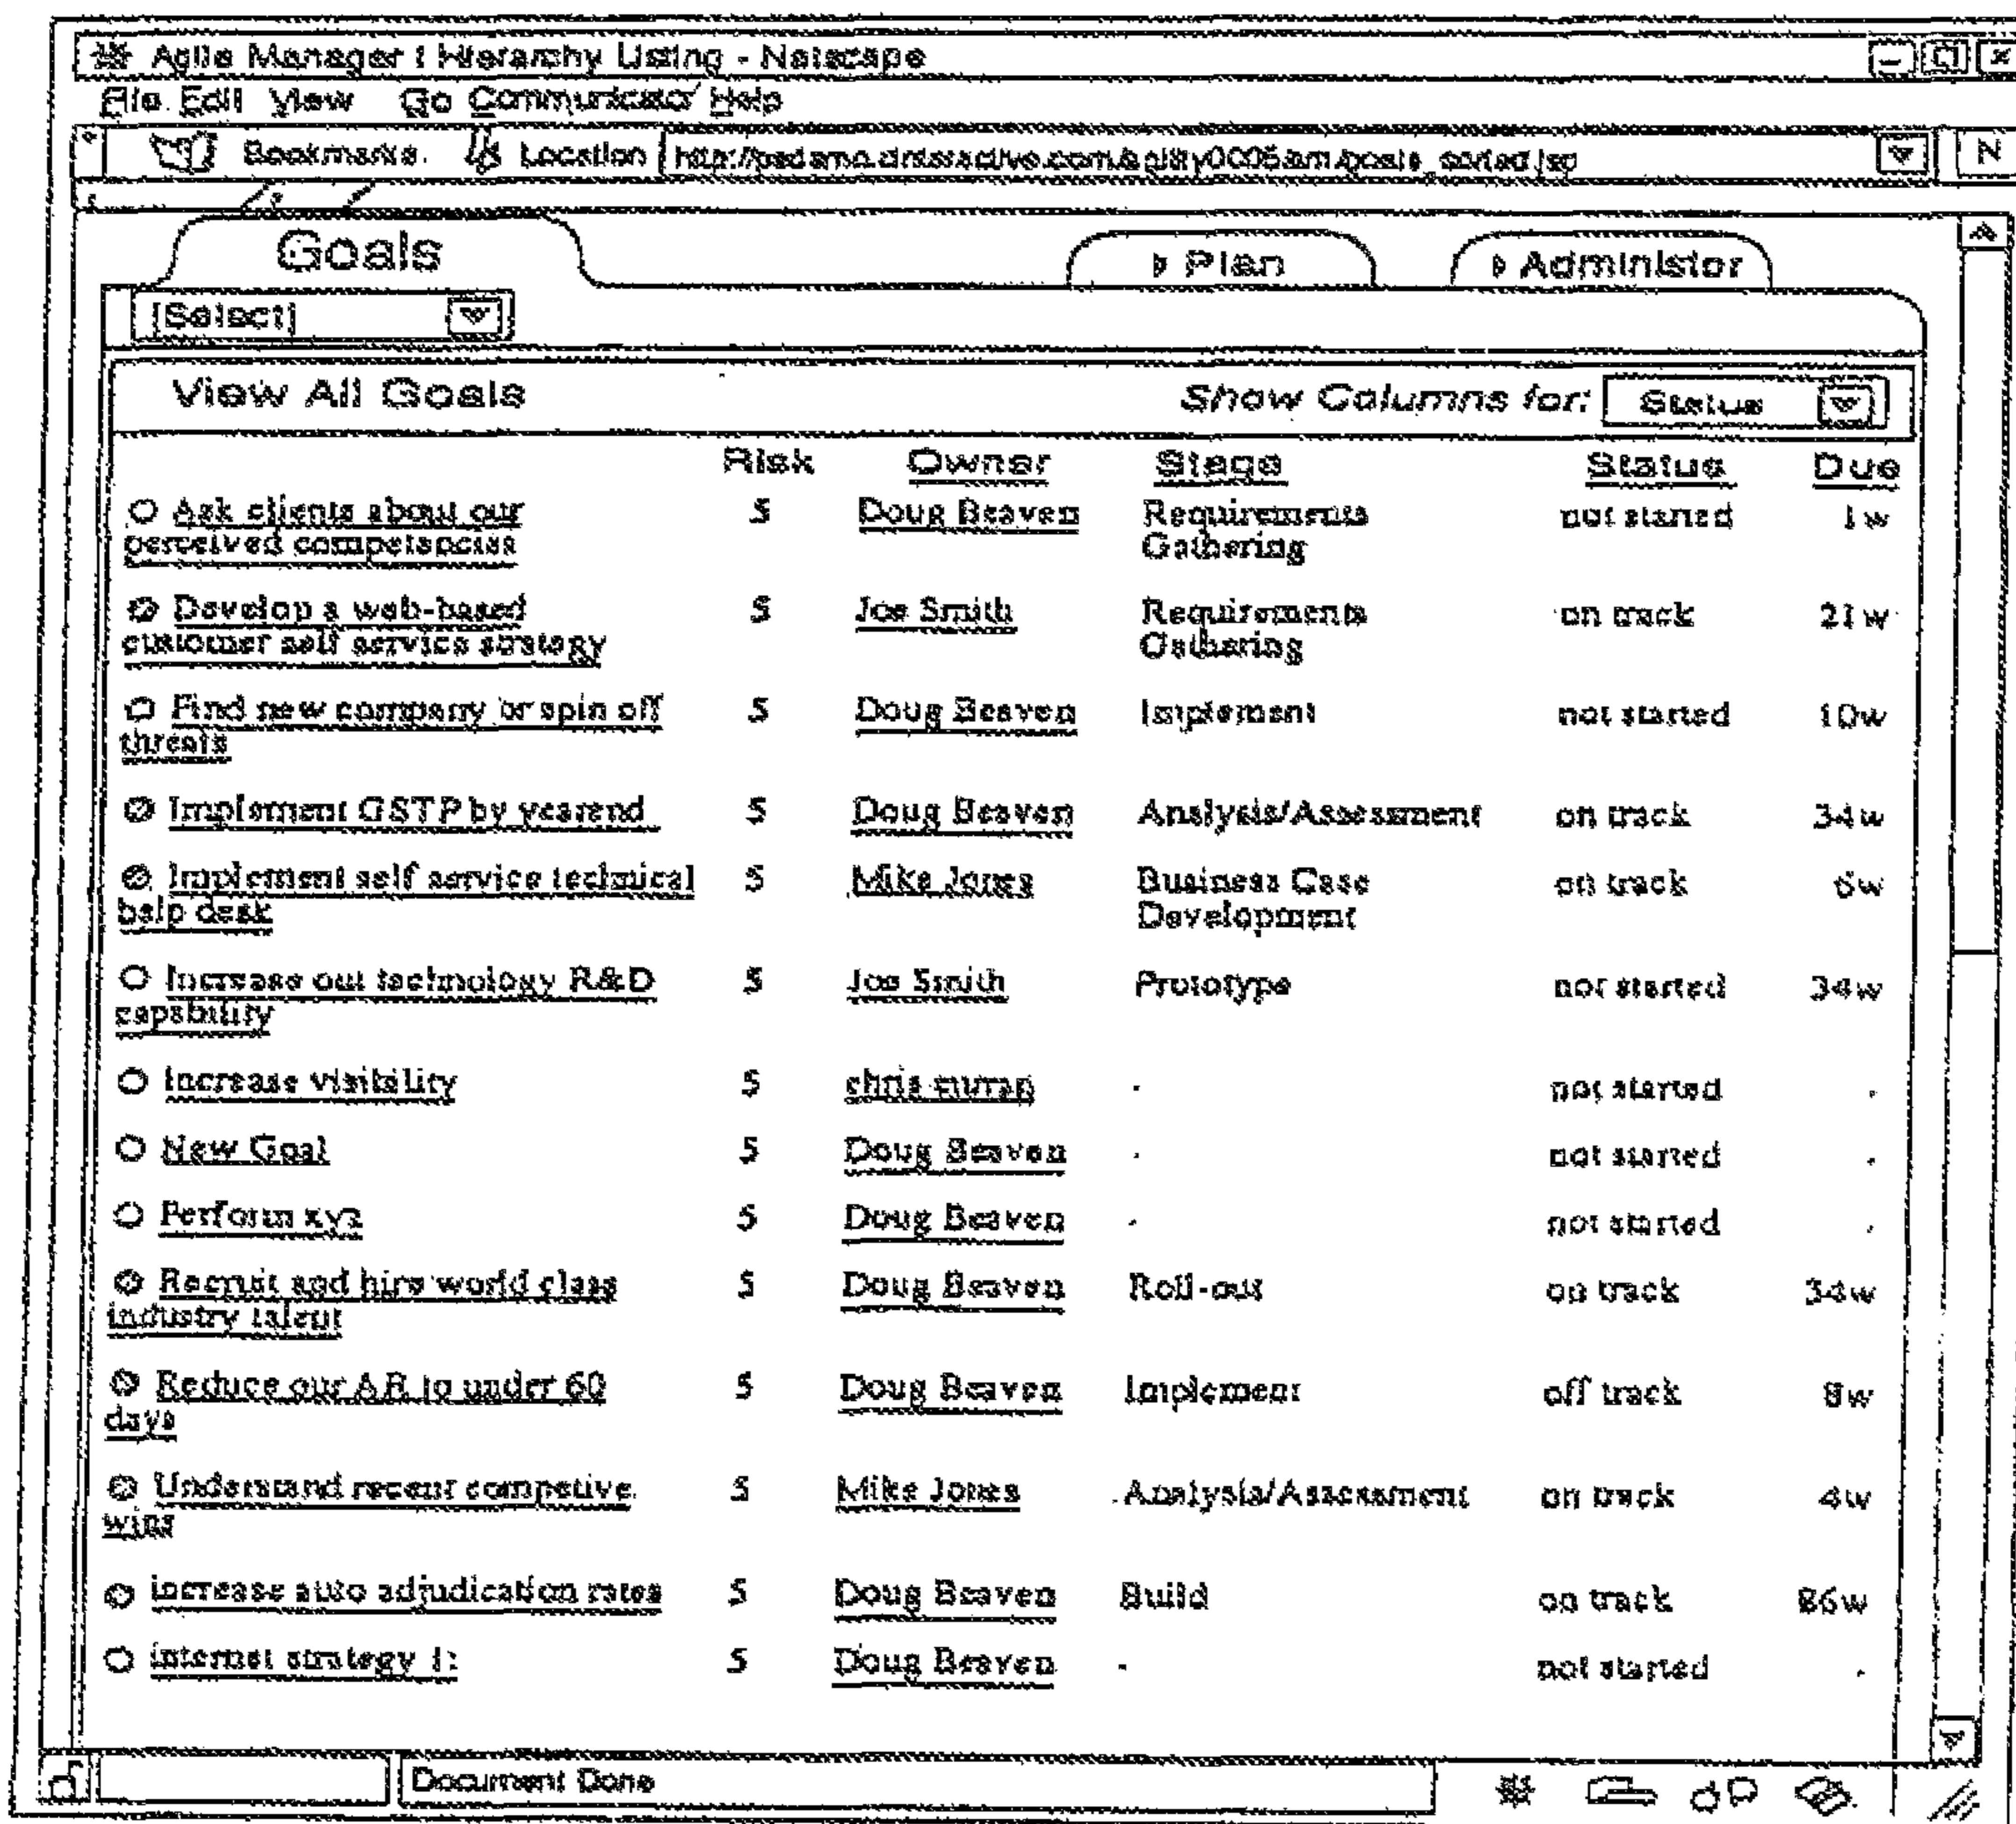 Agile Manager : Hierarchy Listing - Netscape
File Edit View Go Communicator Help
Bookmarks Location
N
Goals Plan Administor
[Select]
View All Goals Show Columns for: Status
Risk Owner Stage Status Due
Ask clients about our 5 Doug Beaven Requirements not started 1w
perceived competancies Gathering
Develop a web-based 5 Joe Smith Requirements on track 21w
customer self service strategy Gathering
Find new company or spin off 5 Doug Beaven Implement not started 10w
threats
Implement GSTP by yearend 5 Doug Beaven Analysis/Assessment on track 34w
Implement self service technical 5 Mike Jones Business Case on track 6w
help desk Development
Increase out technology R&D 5 Joe Smith Prototype not started 34w
capability
Increase visibility 5 chris curran - not started -
New Goal 5 Doug Beaven - not started -
Perform xyz 5 Doug Beaven - not started -
Recruit and hire world class 5 Doug Beaven Roll-out on track 34w
industry talent
Reduce our AR to under 60 5 Doug Beaven Implement off track 8w
days
Understand recent competive 5 Mike Jones Analysis/Assessment on track 4w
wins
increase auto adjudication rates 5 Doug Beaven Build on track 86w
internet strategy 5 Doug Beaven - not started -
Document Done